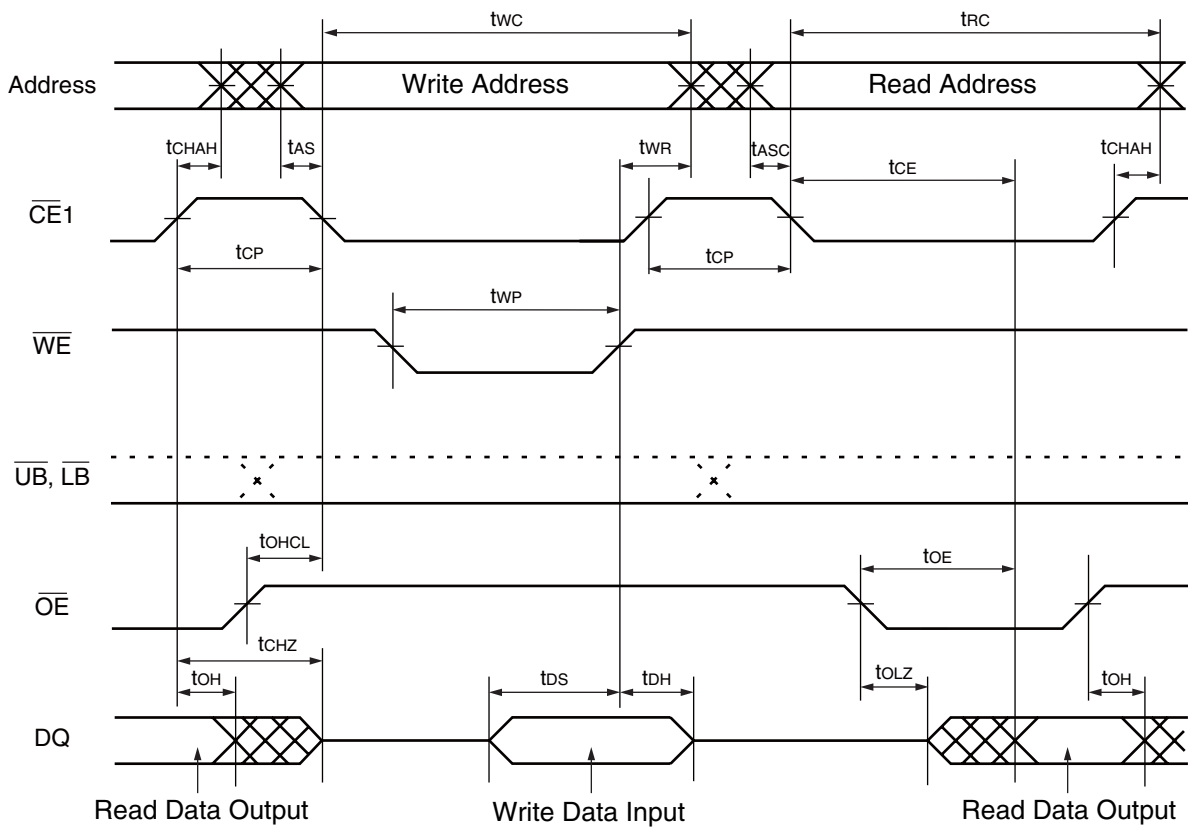 tWC
tRC
Address
Write Address
Read Address
tCHAH
tAS
tWR
tASC
tCE
tCHAH
CE1
tCP
tCP
tWP
WE
UB, LB
tOHCL
tOE
OE
tCHZ
tOH
tDS
tDH
tOLZ
tOH
DQ
Read Data Output
Write Data Input
Read Data Output